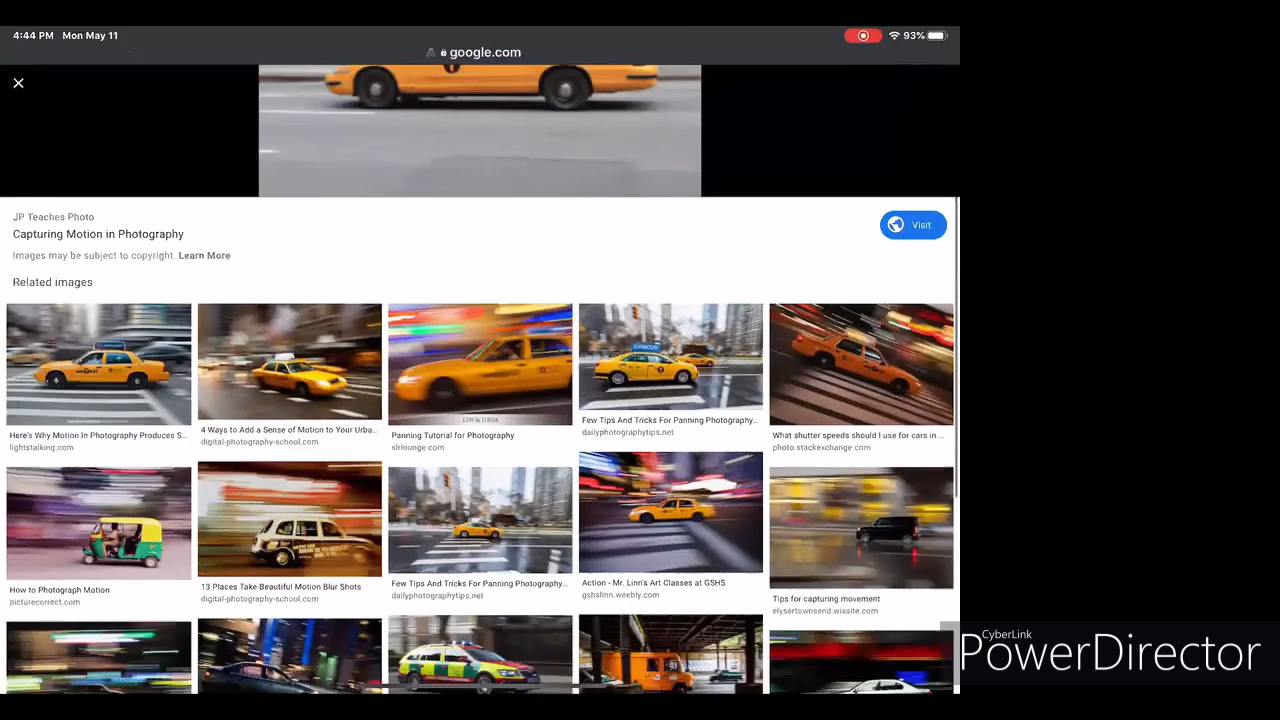 4:44 PM Mon May 11
93%
google.com
JP Teaches Photo
Capturing Motion in Photography
Visit
Images may be subject to copyright. Learn More
Related images
Here's Why Motion In Photography Produces S...
lightstalking.com
4 Ways to Add a Sense of Motion to Your Urba...
digital-photography-school.com
LIN & JIRSA
Panning Tutorial for Photography
slrlounge.com
Few Tips And Tricks For Panning Photography...
dailyphotographytips.net
What shutter speeds should I use for cars in ...
photo.stackexchange.com
How to Photograph Motion
picturecorrect.com
13 Places Take Beautiful Motion Blur Shots
digital-photography-school.com
Few Tips And Tricks For Panning Photography...
dailyphotographytips.net
Action - Mr. Linn's Art Classes at GSHS
gshslinn.weebly.com
Tips for capturing movement
elysertownsend.wixsite.com
CyberLink
PowerDirector